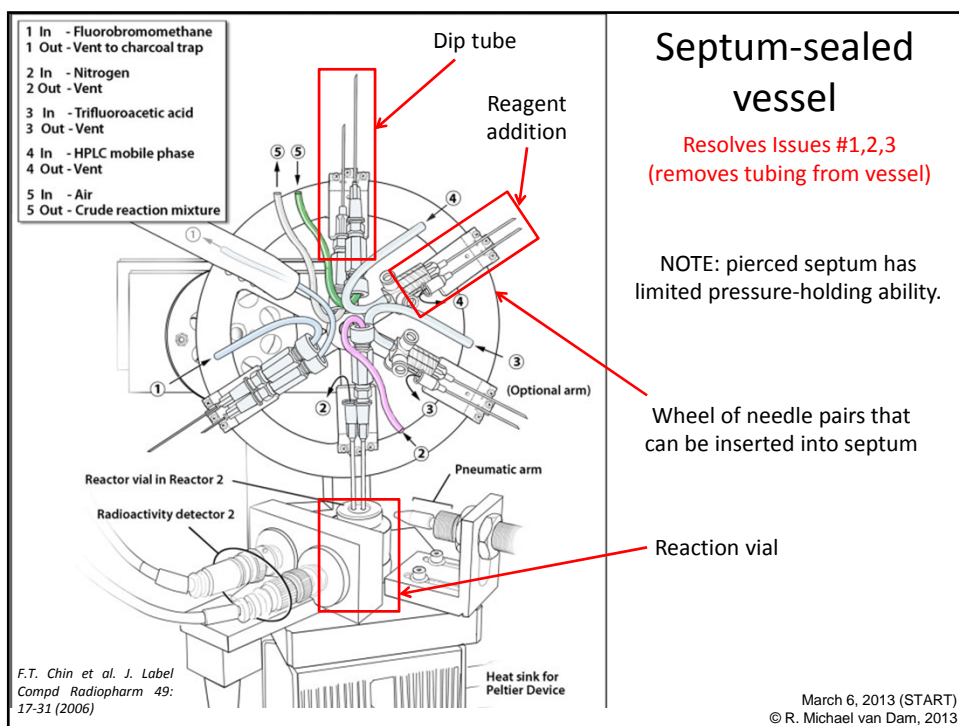 1 In - Fluorobromomethane
1 Out - Vent to charcoal trap
2 In - Nitrogen
2 Out - Vent
3 In - Trifluoroacetic acid
3 Out - Vent
4 In - HPLC mobile phase
4 Out - Vent
5 In - Air
5 Out - Crude reaction mixture
Dip tube
Reagent
addition
Septum-sealed
vessel
Resolves Issues #1,2,3
(removes tubing from vessel)
NOTE: pierced septum has
limited pressure-holding ability.
5
5
4
1
4
3
1
2
3
(Optional arm)
2
Wheel of needle pairs that
can be inserted into septum
Pneumatic arm
Reactor vial in Reactor 2
Radioactivity detector 2
Reaction vial
F.T. Chin et al. J. Label
Compd Radiopharm 49:
17-31 (2006)
Heat sink for
Peltier Device
March 6, 2013 (START)
© R. Michael van Dam, 2013